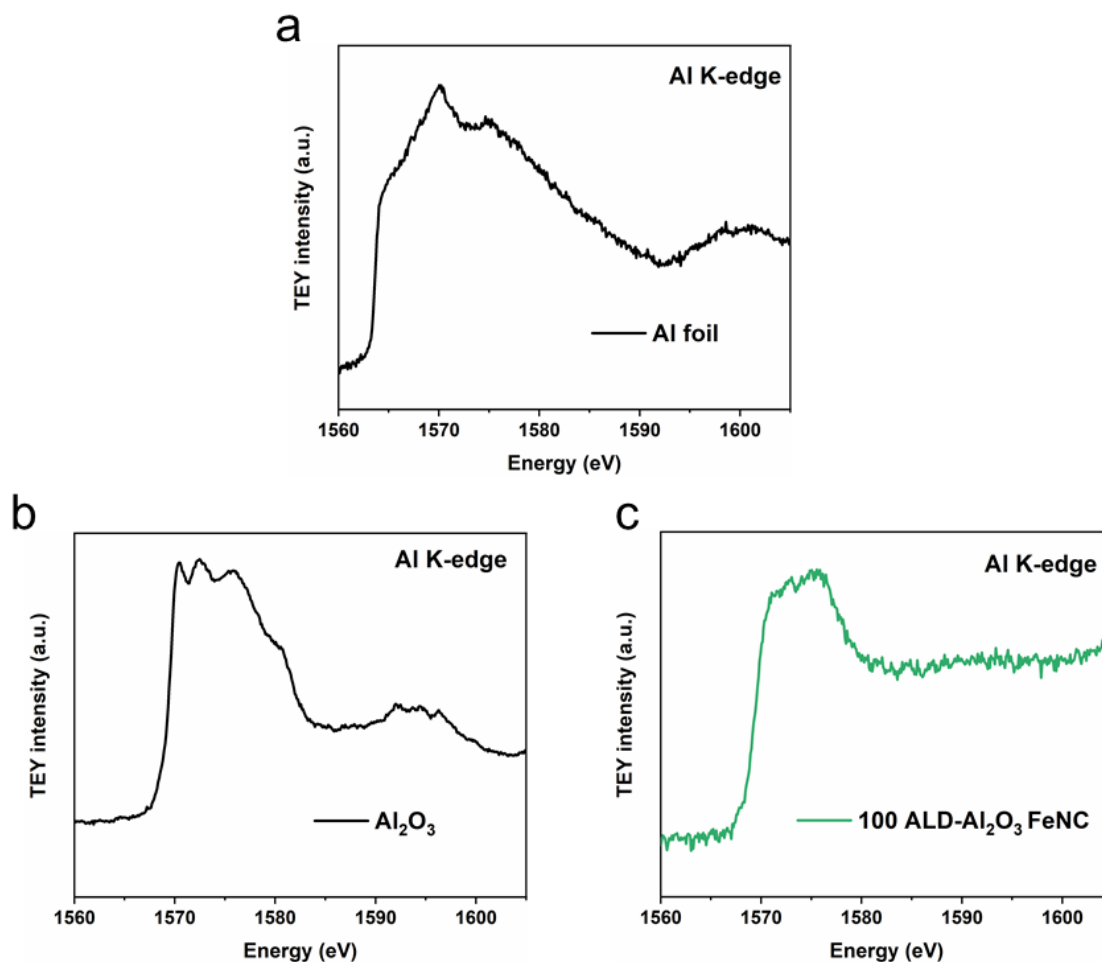 a
Al K-edge
TEY intensity (a.u.)
Al foil
1560 1570 1580 1590 1600
Energy (eV)
b
Al K-edge
TEY intensity (a.u.)
Al₂O₃
1560 1570 1580 1590 1600
Energy (eV)
c
Al K-edge
TEY intensity (a.u.)
100 ALD-Al₂O₃ FeNC
1560 1570 1580 1590 1600
Energy (eV)